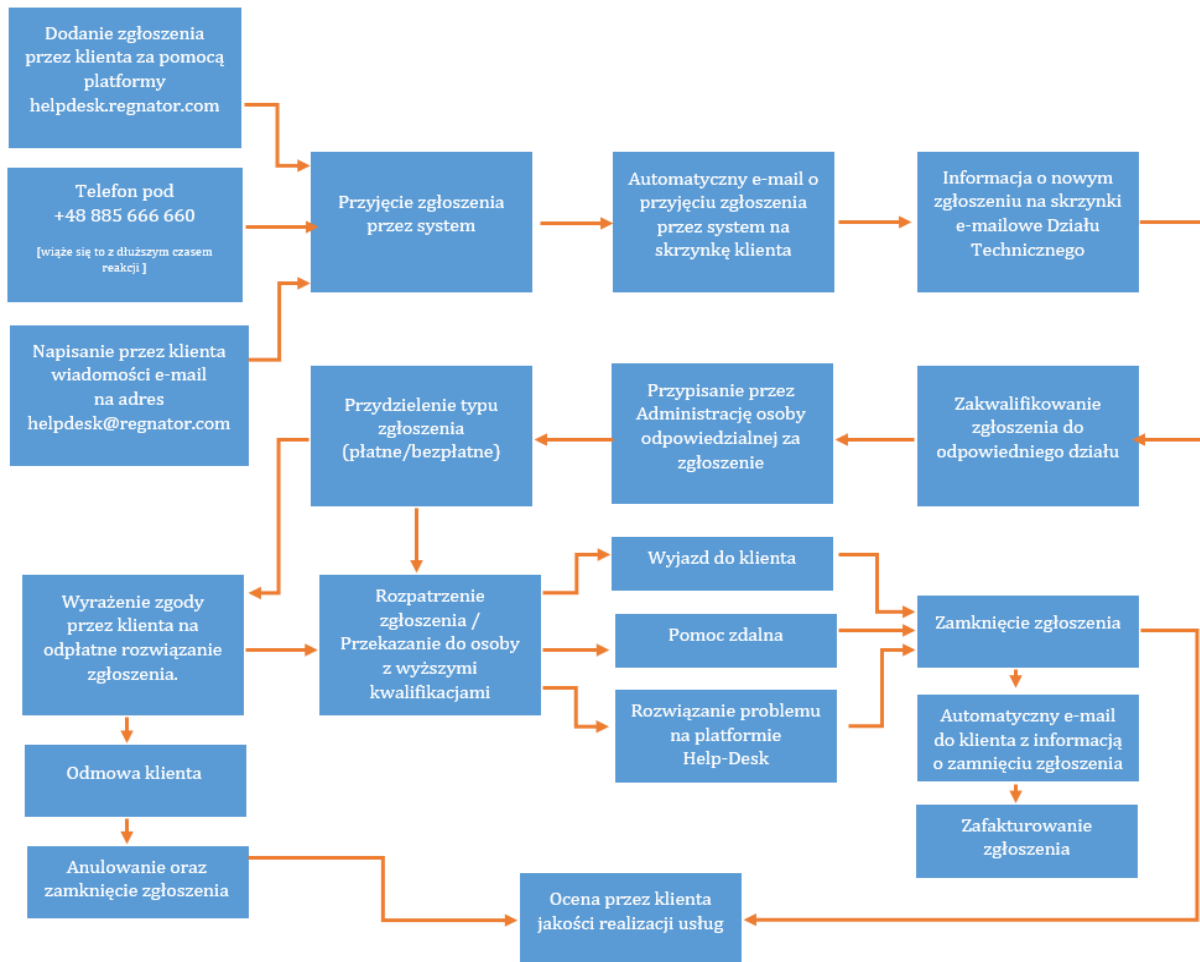 Dodanie zgłoszenia
przez klienta za pomocą
platformy
helpdesk.regnator.com
Telefon pod
+48 885 666 660
[wiąże się to z dłuższym czasem
reakcji ]
Napisanie przez klienta
wiadomości e-mail
na adres
helpdesk@regnator.com
Przyjęcie zgłoszenia
przez system
Automatyczny e-mail o
przyjęciu zgłoszenia
przez system na
skrzynkę klienta
Informacja o nowym
zgłoszeniu na skrzynki
e-mailowe Działu
Technicznego
Zakwalifikowanie
zgłoszenia do
odpowiedniego działu
Przypisanie przez
Administrację osoby
odpowiedzialnej za
zgłoszenie
Przydzielenie typu
zgłoszenia
(płatne/bezpłatne)
Wyrażenie zgody
przez klienta na
odpłatne rozwiązanie
zgłoszenia.
Rozpatrzenie
zgłoszenia /
Przekazanie do osoby
z wyższymi
kwalifikacjami
Wyjazd do klienta
Pomoc zdalna
Rozwiązanie problemu
na platformie
Help-Desk
Zamknięcie zgłoszenia
Automatyczny e-mail
do klienta z informacją
o zamnięciu zgłoszenia
Zafakturowanie
zgłoszenia
Odmowa klienta
Anulowanie oraz
zamknięcie zgłoszenia
Ocena przez klienta
jakości realizacji usług